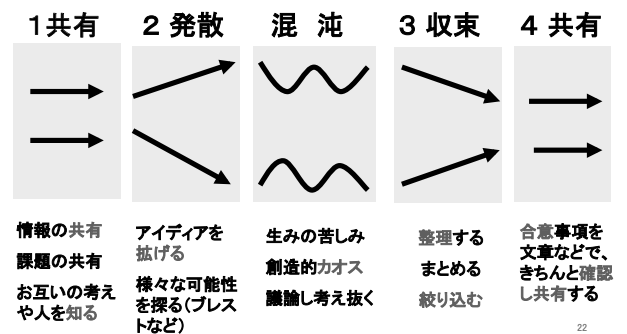 1共有
2 発散
混 沌
3 収束
4 共有
情報の共有
課題の共有
お互いの考え
や人を知る
アイディアを
拡げる
様々な可能性
を探る(ブレス
トなど)
生みの苦しみ
創造的カオス
議論し考え抜く
整理する
まとめる
絞り込む
合意事項を
文章などで、
きちんと確認
し共有する
22